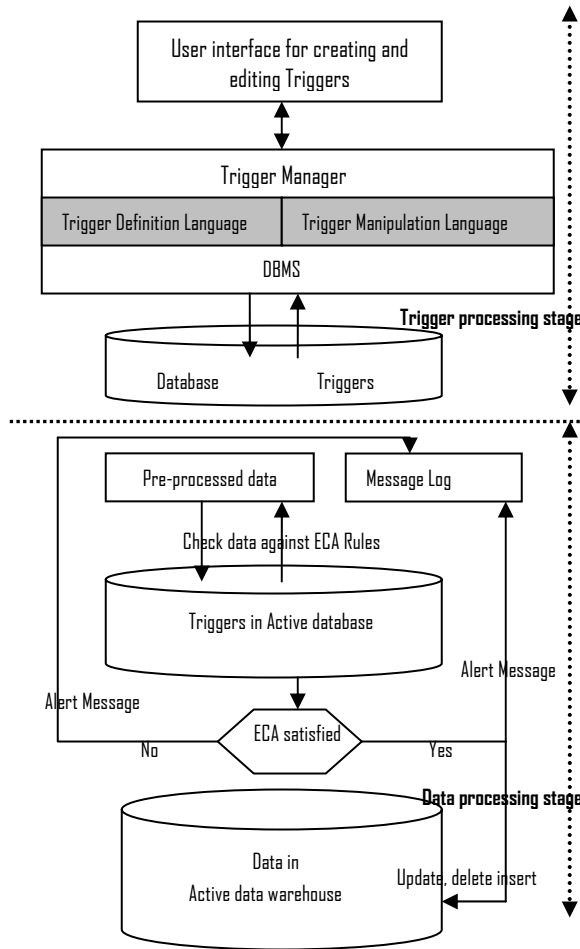 User interface for creating and
editing Triggers
Trigger Manager
Trigger Definition Language
Trigger Manipulation Language
DBMS
Trigger processing stage
Database
Triggers
Pre-processed data
Message Log
Check data against ECA Rules
Triggers in Active database
Alert Message
Alert Message
ECA satisfied
No
Yes
Data processing stage
Data in
Active data warehouse
Update, delete insert